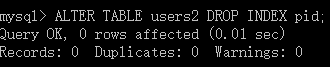 mysql> ALTER TABLE users2 DROP INDEX pid;
Query OK, 0 rows affected (0.01 sec)
Records: 0  Duplicates: 0  Warnings: 0